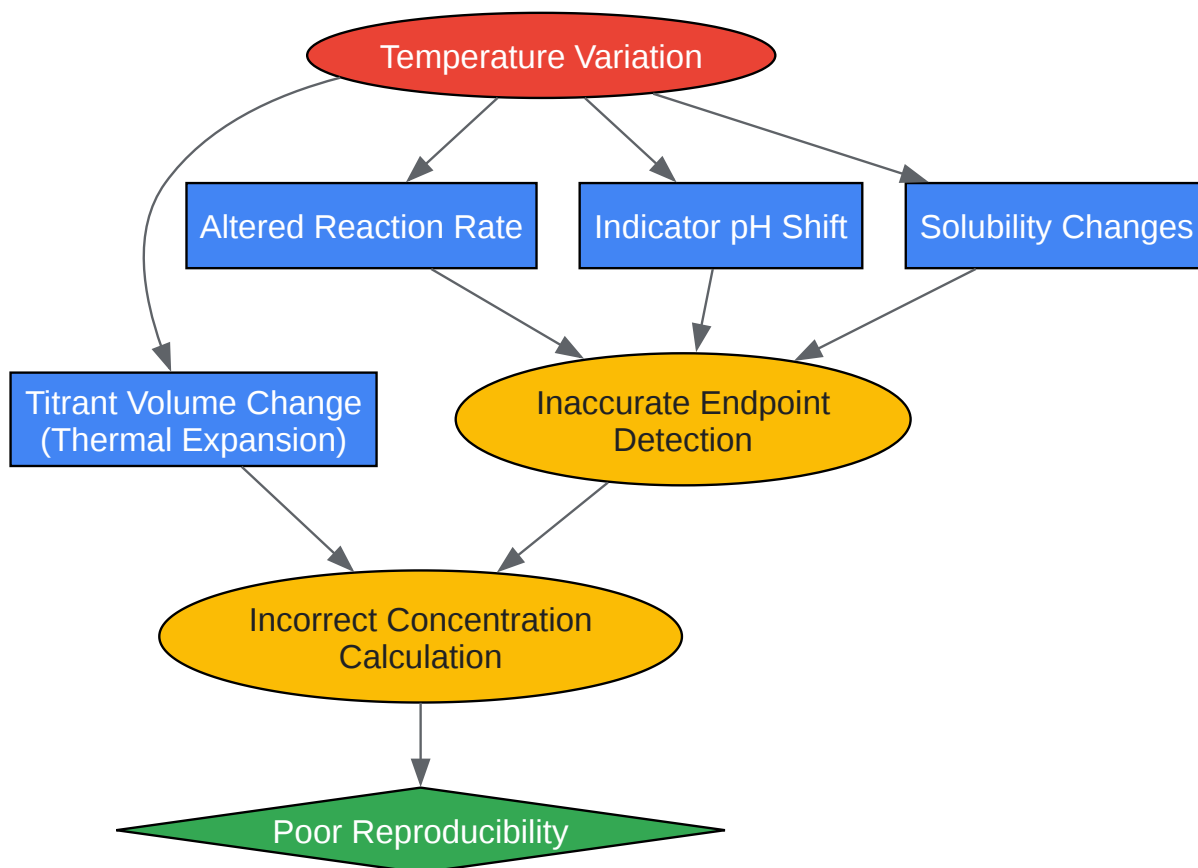 Temperature Variation
Altered Reaction Rate
Indicator pH Shift
Solubility Changes
Titrant Volume Change
(Thermal Expansion)
Inaccurate Endpoint
Detection
Incorrect Concentration
Calculation
Poor Reproducibility